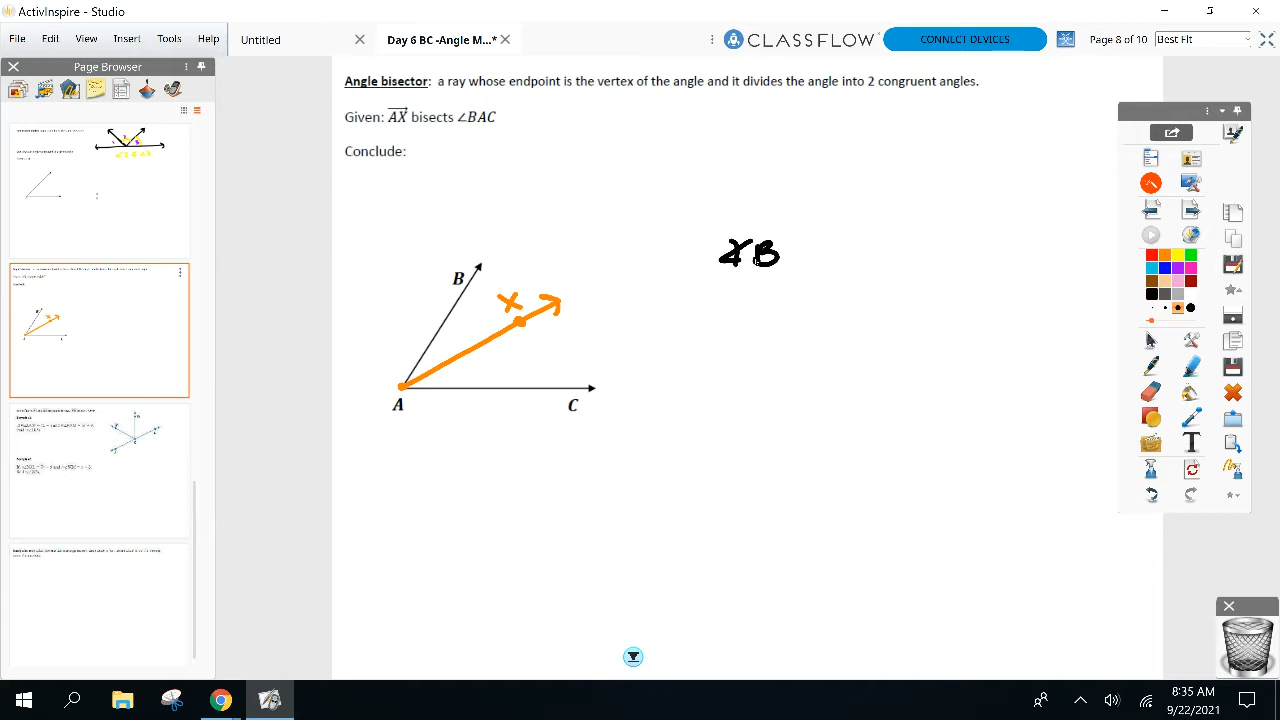 ActivInspire - Studio
File Edit View Insert Tools Help
Untitled
Day 6 BC -Angle M...*
CLASSFLOW
CONNECT DEVICES
Page 8 of 10
Best Fit
Page Browser
Angle bisector: a ray whose endpoint is the vertex of the angle and it divides the angle into 2 congruent angles.
Given: AX bisects ∠BAC
Conclude:
∡B
B
X
A
C
8:35 AM
9/22/2021